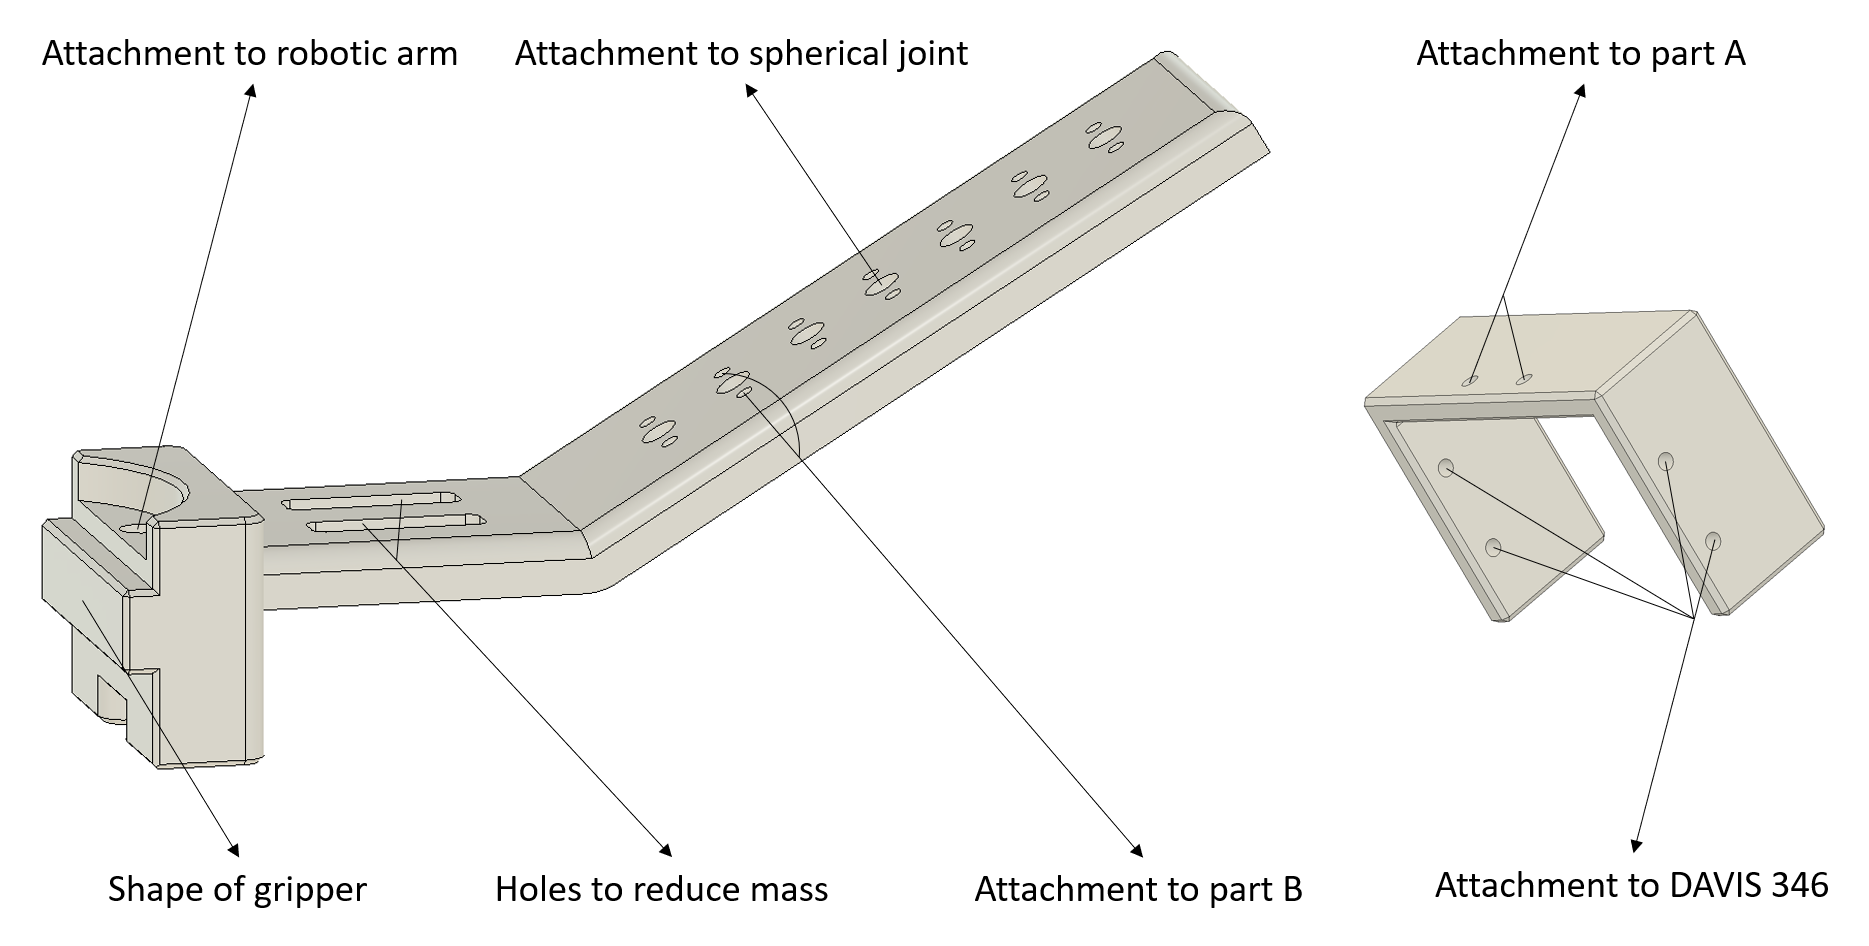 Attachment to robotic arm
Attachment to spherical joint
Attachment to part A
Shape of gripper
Holes to reduce mass
Attachment to part B
Attachment to DAVIS 346